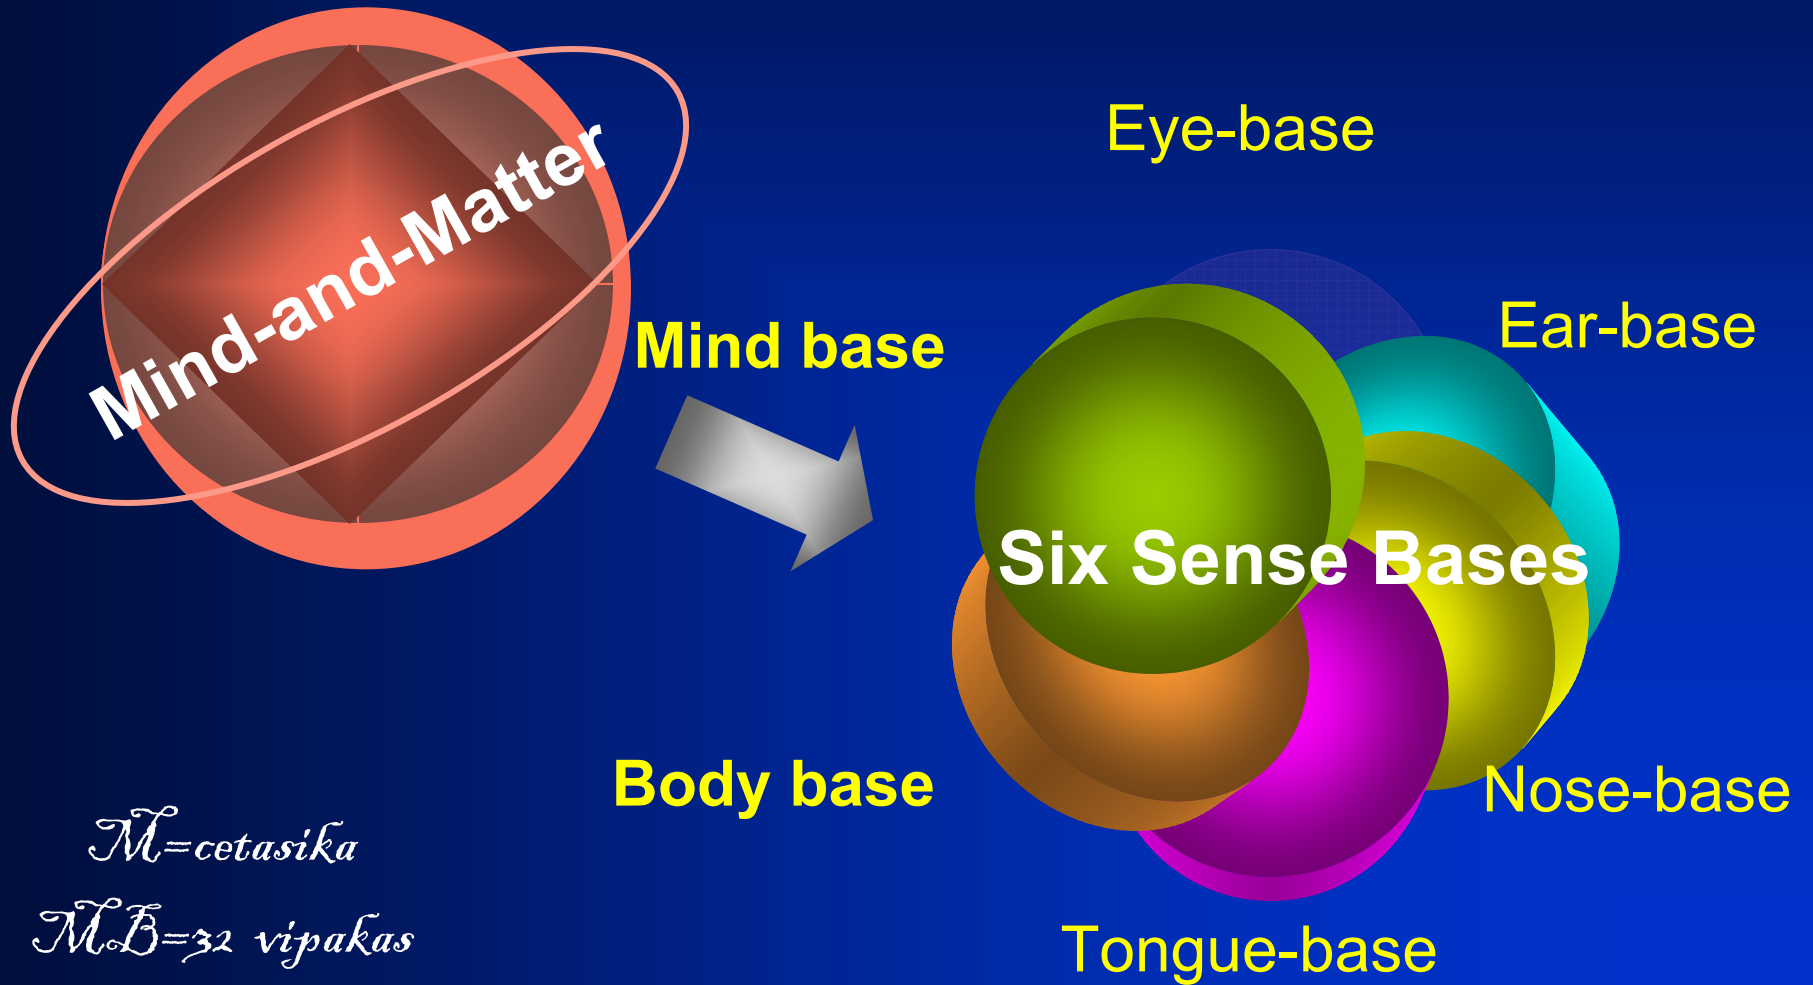 Mind-and-Matter
Eye-base
Ear-base
Mind base
Six Sense Bases
Body base
Nose-base
Tongue-base
M=cetasika
MB=32 vipakas